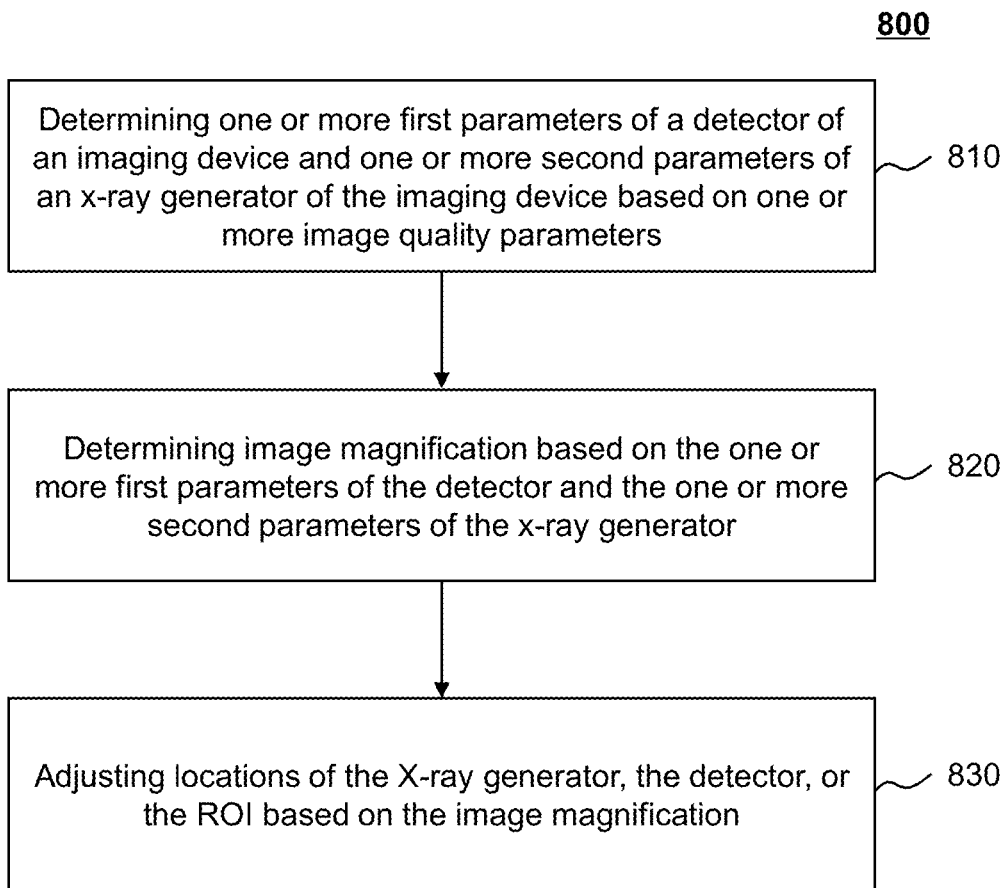 800
Determining one or more first parameters of a detector of
an imaging device and one or more second parameters of
an x-ray generator of the imaging device based on one or
more image quality parameters
810
Determining image magnification based on the one or
more first parameters of the detector and the one or more
second parameters of the x-ray generator
820
Adjusting locations of the X-ray generator, the detector, or
the ROI based on the image magnification
830